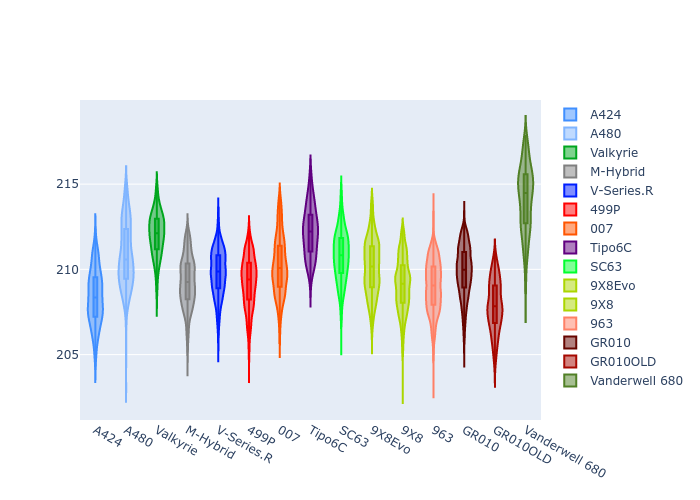 215
210
205
A424
A480
Valkyrie
M-Hybrid
V-Series.R
499P
007
Tipo6C
SC63
9X8Evo
9X8
963
GR010
GR010OLD
Vanderwell 680
A424
A480
Valkyrie
M-Hybrid
V-Series.R
499P
007
Tipo6C
SC63
9X8Evo
9X8
963
GR010
GR010OLD
Vanderwell 680